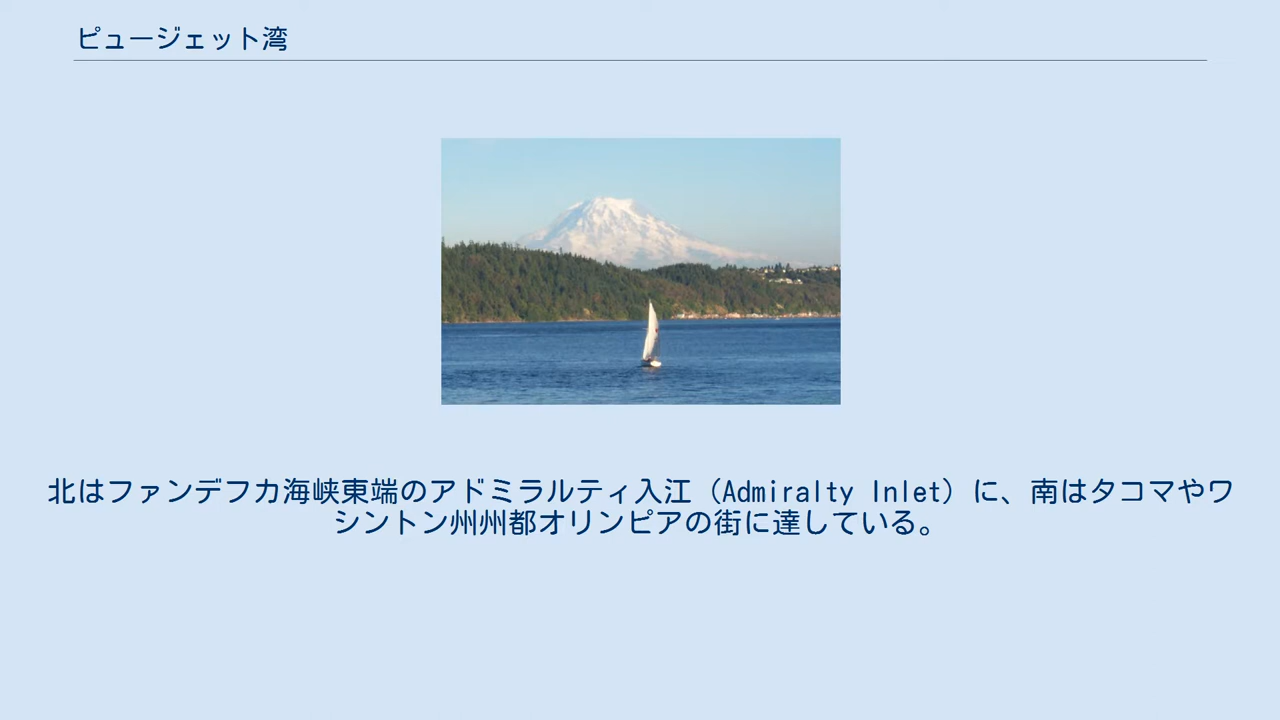 ピュージェット湾
北はファンデフカ海峡東端のアドミラルティ入江（Admiralty Inlet）に、南はタコマやワ
シントン州州都オリンピアの街に達している。